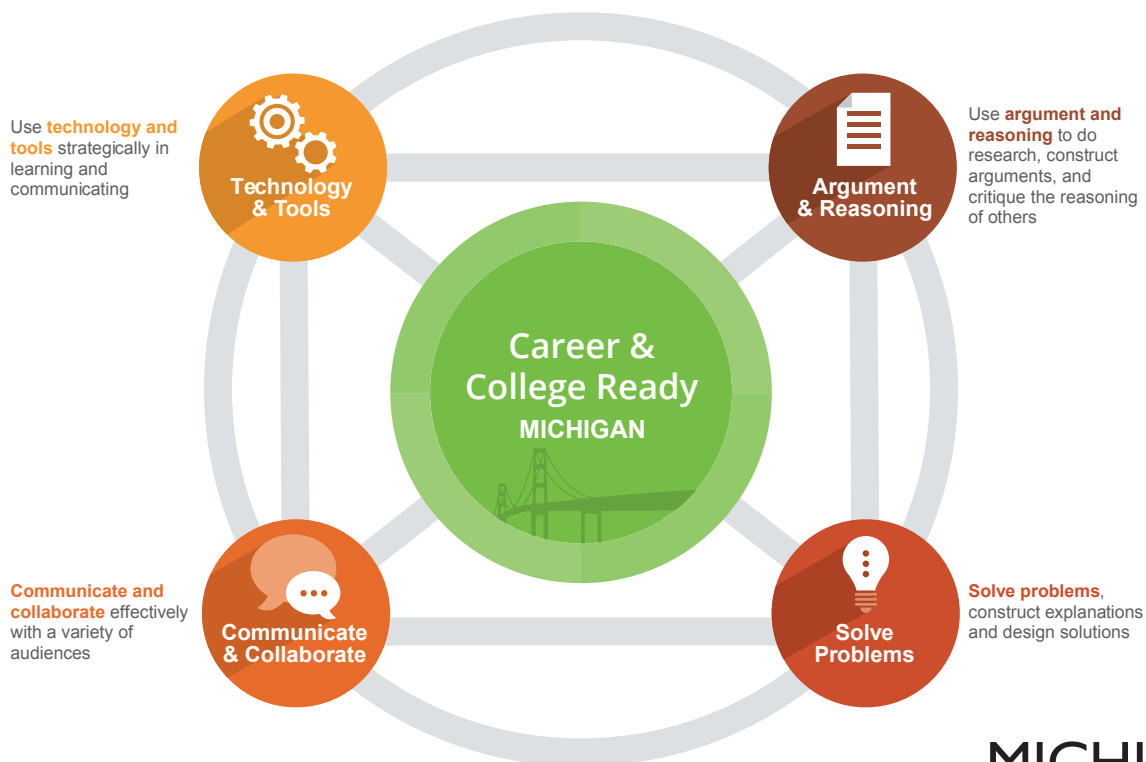 Use technology and
tools strategically in
learning and
communicating
Technology
& Tools
Argument
& Reasoning
Use argument and
reasoning to do
research, construct
arguments, and
critique the reasoning
of others
Career &
College Ready
MICHIGAN
Communicate and
collaborate effectively
with a variety of
audiences
Communicate
& Collaborate
Solve
Problems
Solve problems,
construct explanations
and design solutions
MICHI